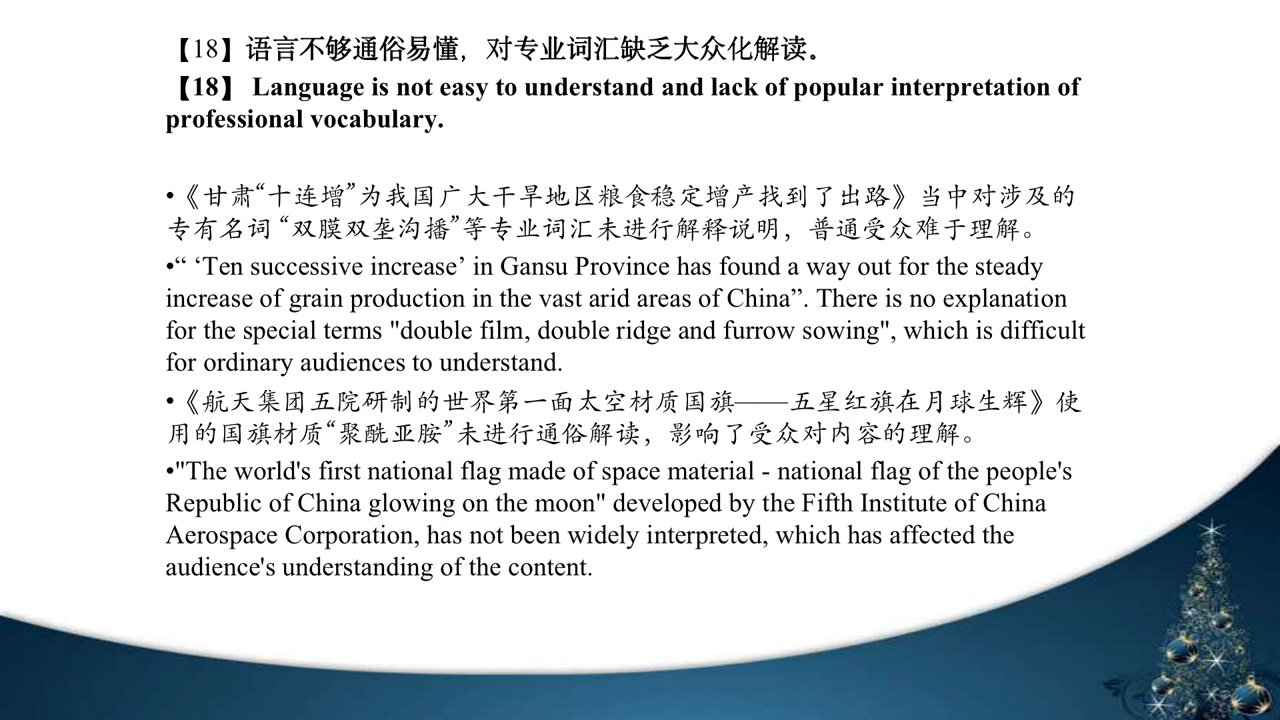 【18】语言不够通俗易懂，对专业词汇缺乏大众化解读。
【18】 Language is not easy to understand and lack of popular interpretation of
professional vocabulary.
•《甘肃“十连增”为我国广大干旱地区粮食稳定增产找到了出路》当中对涉及的
专有名词 “双膜双垄沟播”等专业词汇未进行解释说明，普通受众难于理解。
•“ ‘Ten successive increase’ in Gansu Province has found a way out for the steady
increase of grain production in the vast arid areas of China”. There is no explanation
for the special terms "double film, double ridge and furrow sowing", which is difficult
for ordinary audiences to understand.
•《航天集团五院研制的世界第一面太空材质国旗——五星红旗在月球生辉》使
用的国旗材质“聚酰亚胺”未进行通俗解读，影响了受众对内容的理解。
•"The world's first national flag made of space material - national flag of the people's
Republic of China glowing on the moon" developed by the Fifth Institute of China
Aerospace Corporation, has not been widely interpreted, which has affected the
audience's understanding of the content.